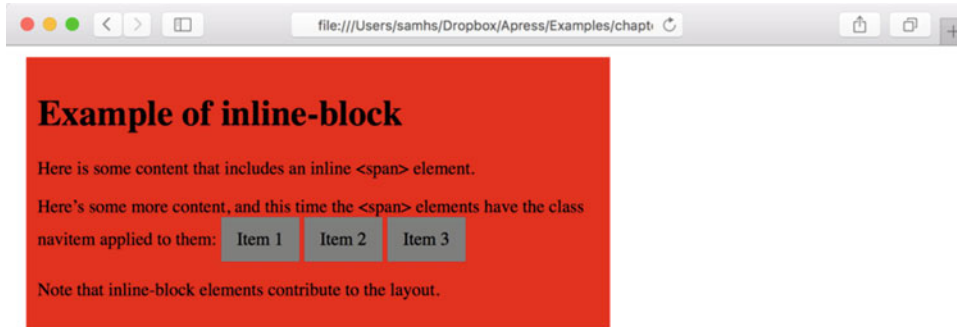 file:///Users/samhs/Dropbox/Apress/Examples/chapt
Example of inline-block
Here is some content that includes an inline <span> element.
Here's some more content, and this time the <span> elements have the class
navitem applied to them: Item 1 Item 2 Item 3
Note that inline-block elements contribute to the layout.